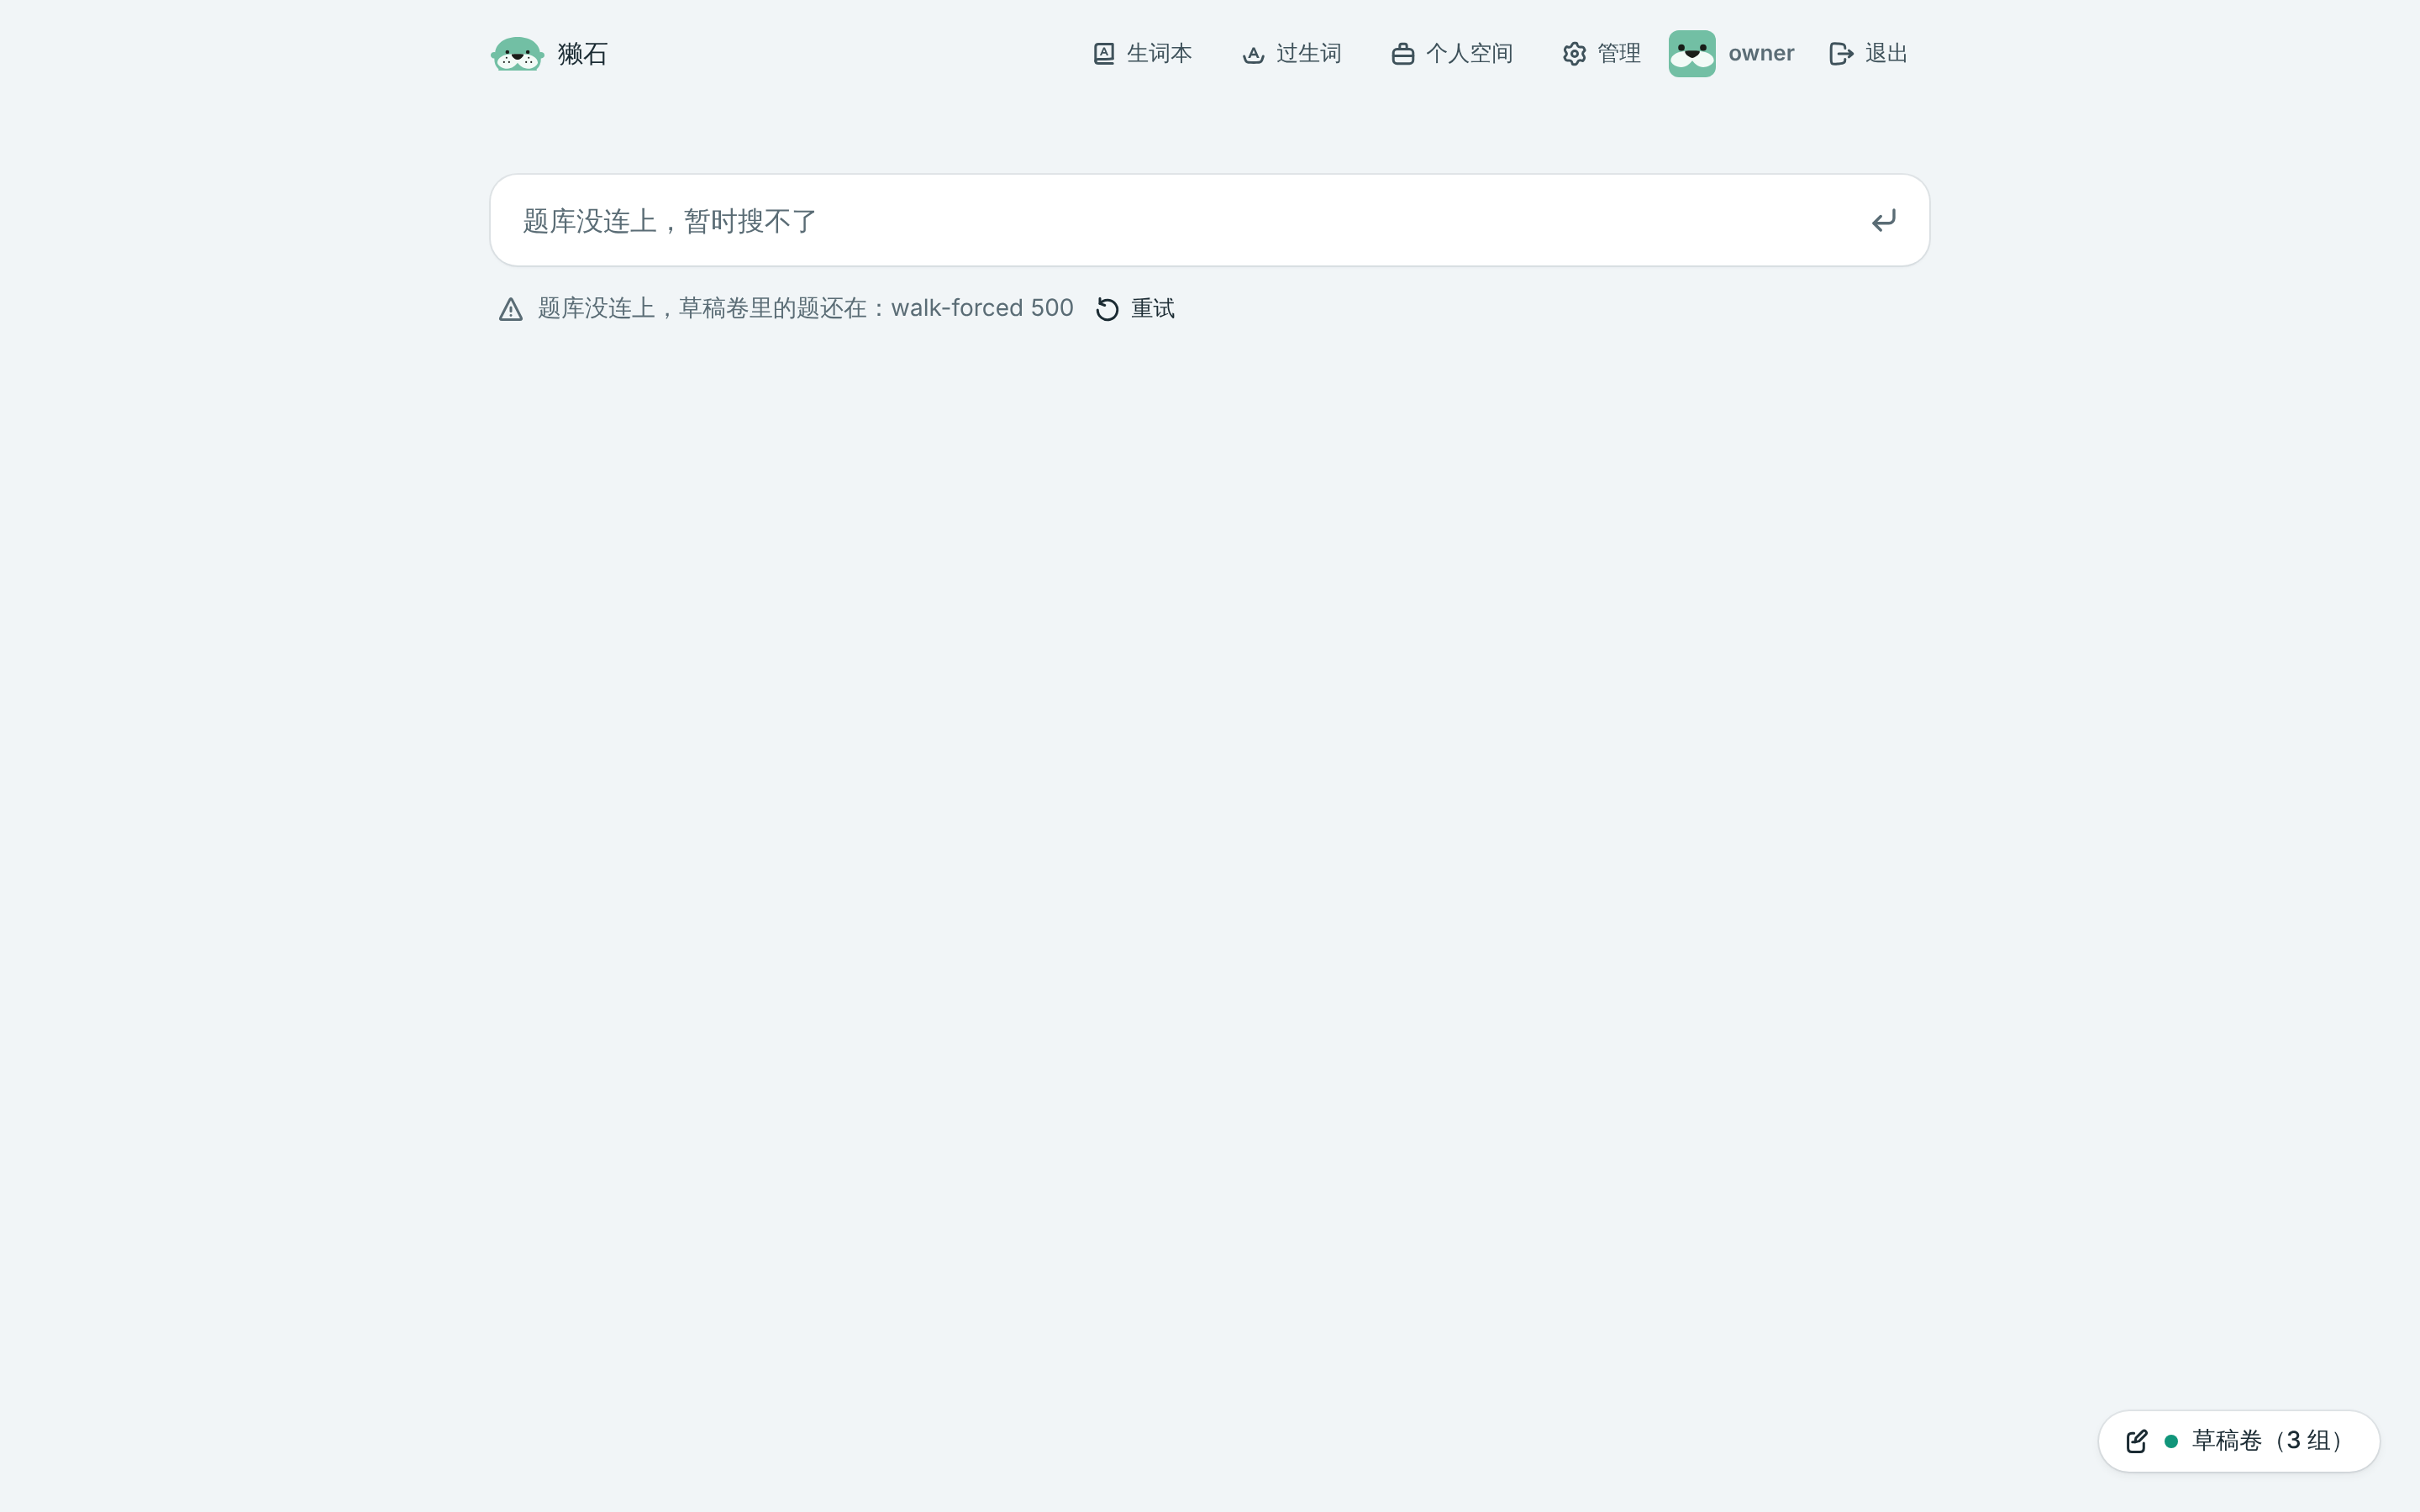 獭石
生词本
过生词
个人空间
管理
owner
退出
题库没连上，暂时搜不了
题库没连上，草稿卷里的题还在：walk-forced 500
重试
草稿卷（3 组）